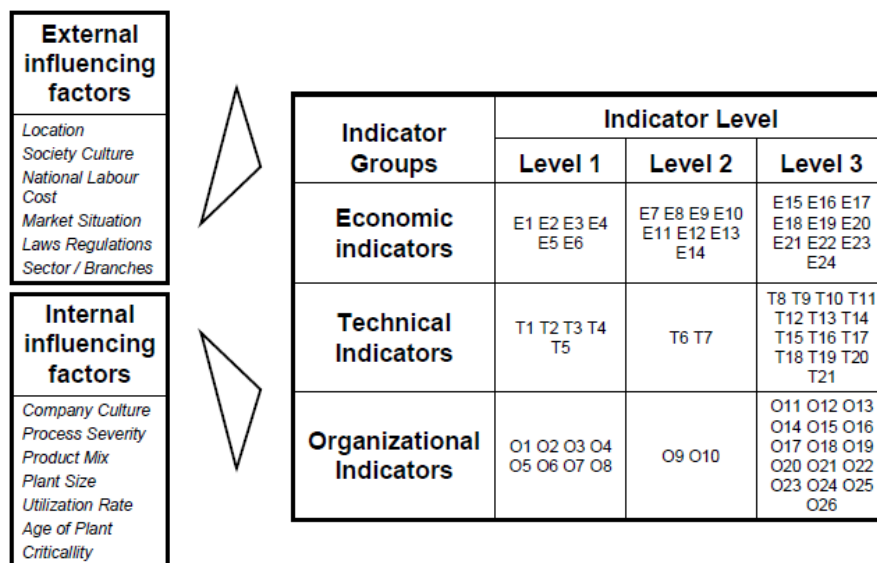 External
influencing
factors
Location
Society Culture
National Labour
Cost
Market Situation
Laws Regulations
Sector / Branches
Internal
influencing
factors
Company Culture
Process Severity
Product Mix
Plant Size
Utilization Rate
Age of Plant
Criticallity
Indicator
Groups
Indicator Level
Level 1
Level 2
Level 3
Economic
indicators
E1 E2 E3 E4
E5 E6
E7 E8 E9 E10
E11 E12 E13
E14
E15 E16 E17
E18 E19 E20
E21 E22 E23
E24
Technical
Indicators
T1 T2 T3 T4
T5
T6 T7
T8 T9 T10 T11
T12 T13 T14
T15 T16 T17
T18 T19 T20
T21
Organizational
Indicators
O1 O2 O3 O4
O5 O6 O7 O8
O9 O10
O11 O12 O13
O14 O15 O16
O17 O18 O19
O20 O21 O22
O23 O24 O25
O26